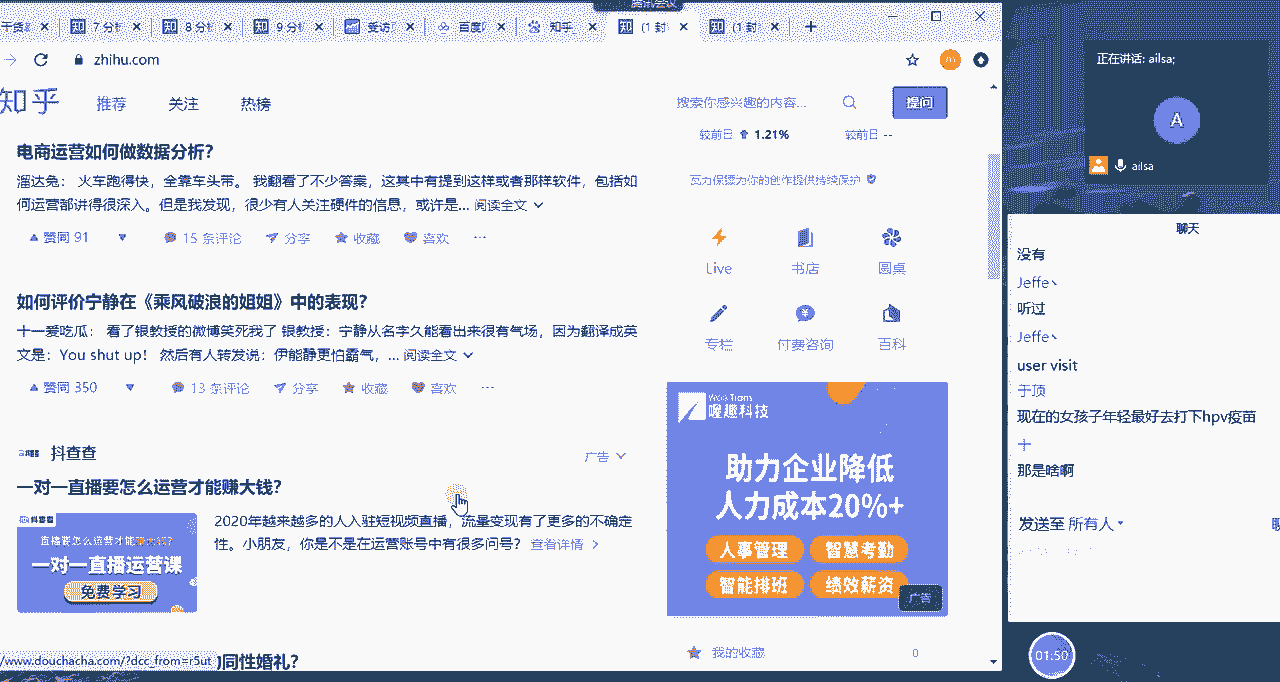 腾讯会议
7 分析
8 分析
9 分析
受访页
百度
知乎
(1 封
(1 封
zhihu.com
知乎
推荐
关注
热榜
搜索你感兴趣的内容...
提问
较前日 1.21%
较前日 --
电商运营如何做数据分析?
溜达兔: 火车跑得快,全靠车头带。 我翻看了不少答案,这其中有提到这样或者那样软件,包括如
何运营都讲得很深入。但是我发现,很少有人关注硬件的信息,或许是... 阅读全文
赞同 91
15 条评论
分享
收藏
喜欢
瓦力保镖为你的创作提供持续保护
Live
书店
圆桌
专栏
付费咨询
百科
如何评价宁静在《乘风破浪的姐姐》中的表现?
十一爱吃瓜: 看了银教授的微博笑死我了 银教授:宁静从名字久能看出来很有气场,因为翻译成英
文是:You shut up! 然后有人转发说:伊能静更怕霸气,... 阅读全文
赞同 350
13 条评论
分享
收藏
喜欢
抖查查
广告
一对一直播要怎么运营才能赚大钱?
抖查查
直播要怎么运营才能赚大钱?
一对一直播运营课
免费学习
2020年越来越多的人入驻短视频直播,流量变现有了更多的不确定
性。小朋友,你是不是在运营账号中有很多问号? 查看详情
WorkTrans
喔趣科技
助力企业降低
人力成本20%+
人事管理
智慧考勤
智能排班
绩效薪资
广告
我的收藏
0
/www.douchacha.com/?dcc_from=r5ut
同性婚礼?
正在讲话: ailsa;
A
ailsa
聊天
没有
Jeffe丶
听过
Jeffe丶
user visit
于顶
现在的女孩子年轻最好去打下hpv疫苗
十
那是啥啊
发送至 所有人
01:50